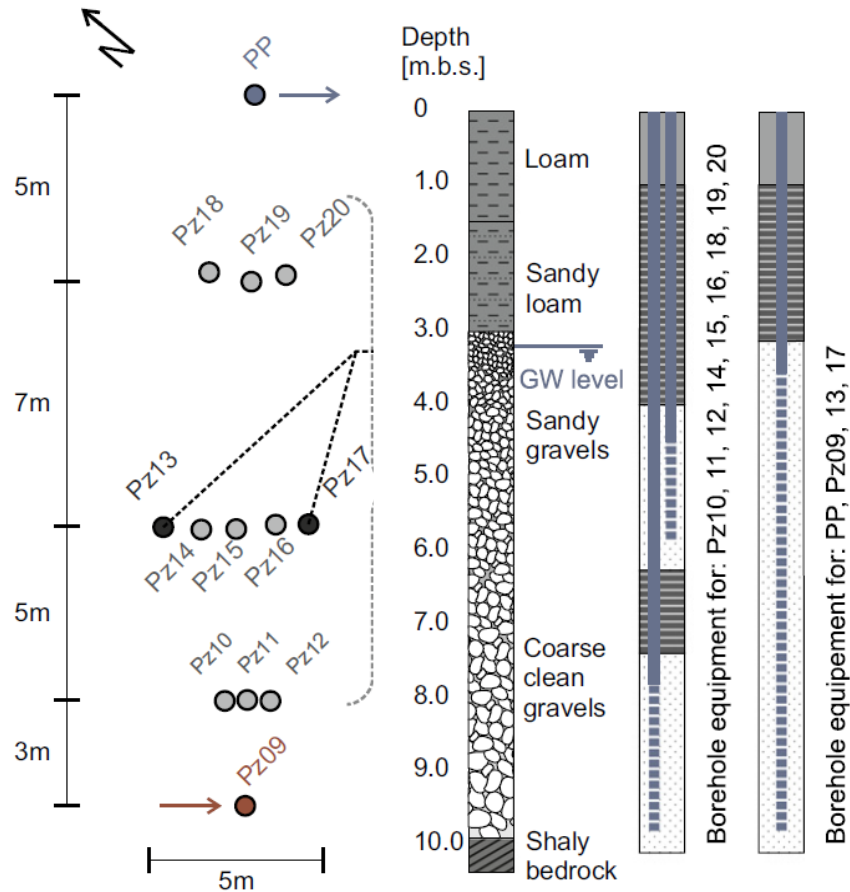 N
PP
5m
Pz18
Pz19
Pz20
7m
Pz13
Pz17
Pz14
Pz15
Pz16
5m
Pz10
Pz11
Pz12
3m
Pz09
5m
Depth
[m.b.s.]
0
1.0
2.0
3.0
4.0
5.0
6.0
7.0
8.0
9.0
10.0
Loam
Sandy
loam
GW level
Sandy
gravels
Coarse
clean
gravels
Shaly
bedrock
Borehole equipment for: Pz10, 11, 12, 14, 15, 16, 18, 19, 20
Borehole equipement for: PP, Pz09, 13, 17